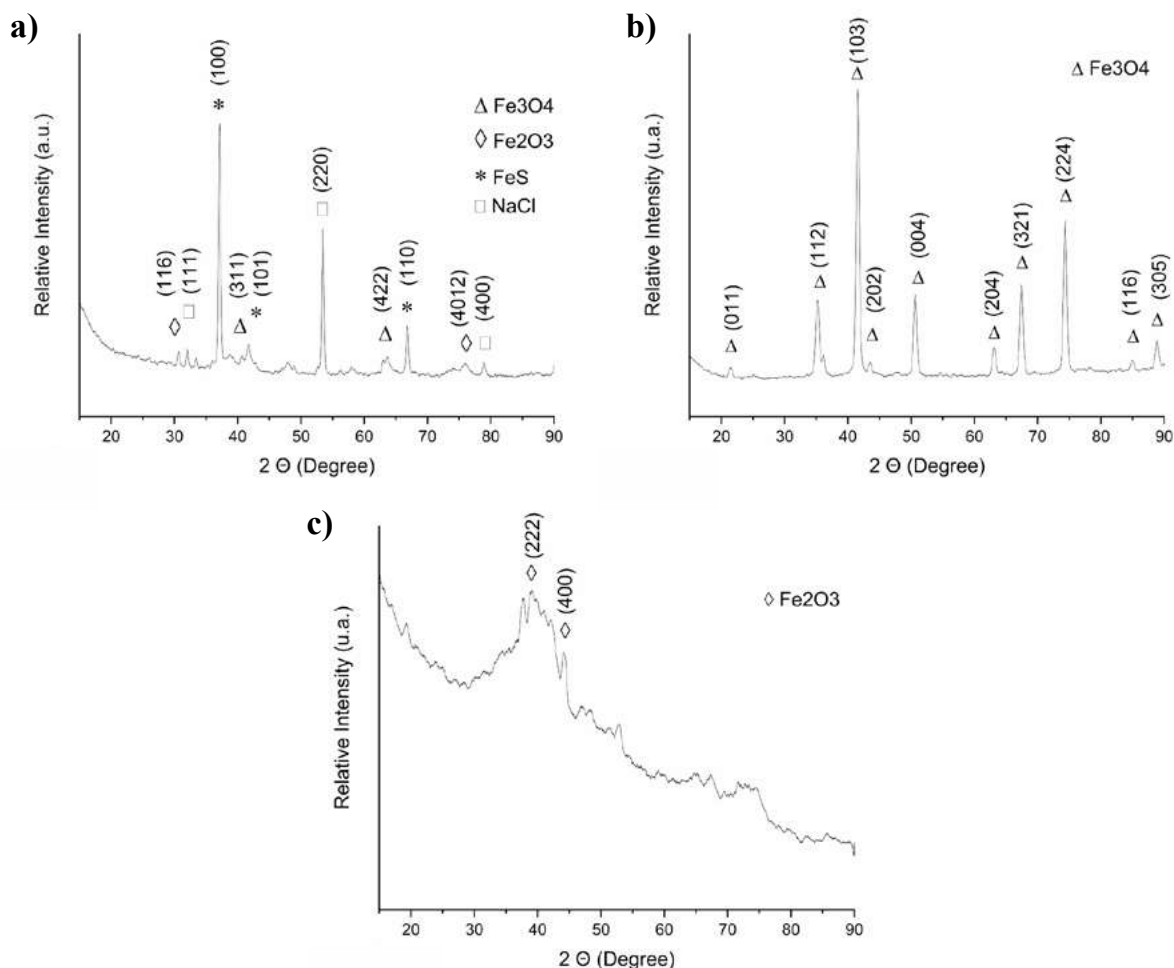 a)
Relative Intensity (a.u.)
(116)
(111)
(100)
(311)
(101)
(220)
(422)
(110)
(4012)
(400)
Δ Fe3O4
◊ Fe2O3
* FeS
□ NaCl
20 30 40 50 60 70 80 90
2 Θ (Degree)
b)
Relative Intensity (u.a.)
(011)
(112)
(103)
(202)
(004)
(204)
(321)
(224)
(116)
(305)
Δ Fe3O4
20 30 40 50 60 70 80 90
2 Θ (Degree)
c)
Relative Intensity (u.a.)
(222)
(400)
◊ Fe2O3
20 30 40 50 60 70 80 90
2 Θ (Degree)